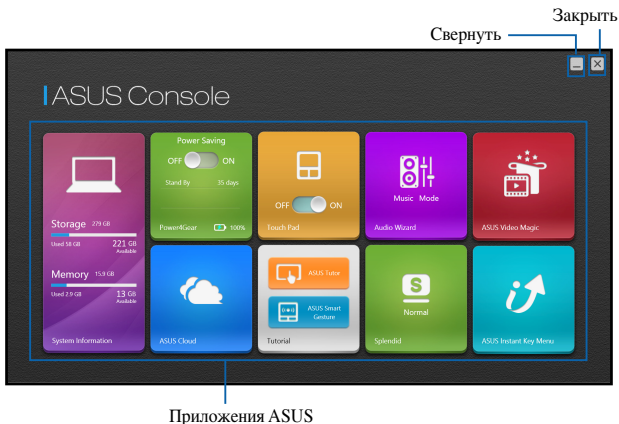 Закрыть
Свернуть
ASUS Console
Storage 279 GB
Used 58 GB 221 GB
Available
Memory 15.9 GB
Used 2.9 GB 13 GB
Available
System Information
Power Saving
OFF ON
Stand By 35 days
Power4Gear 100%
OFF ON
Touch Pad
Music Mode
Audio Wizard
ASUS Video Magic
ASUS Cloud
ASUS Tutor
ASUS Smart
Gesture
Tutorial
S
Normal
Splendid
ASUS Instant Key Menu
Приложения ASUS